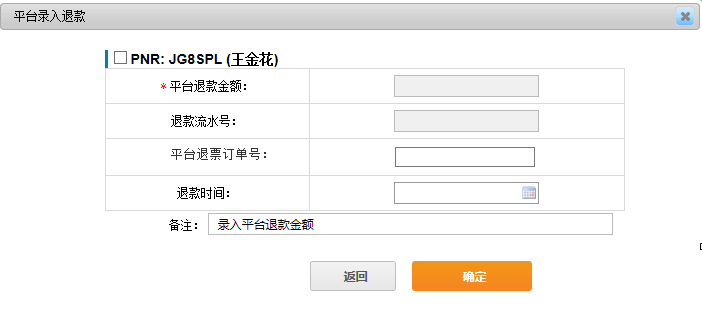 平台录入退款
PNR: JG8SPL (王金花)
* 平台退款金额:
退款流水号:
平台退票订单号:
退款时间:
备注: 录入平台退款金额
返回 确定